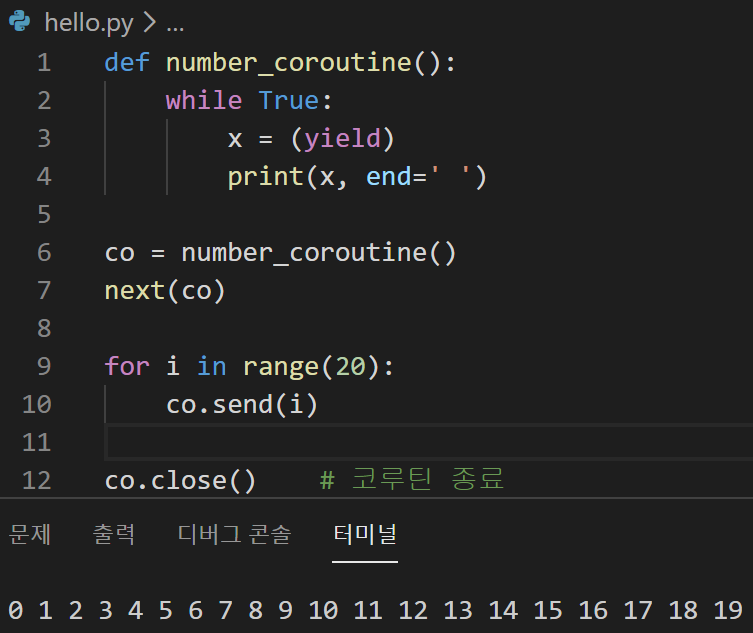 hello.py > ...
1 def number_coroutine():
2     while True:
3         x = (yield)
4         print(x, end=' ')
5
6 co = number_coroutine()
7 next(co)
8
9 for i in range(20):
10     co.send(i)
11
12 co.close()    # 코루틴 종료
문제 출력 디버그 콘솔 터미널
0 1 2 3 4 5 6 7 8 9 10 11 12 13 14 15 16 17 18 19